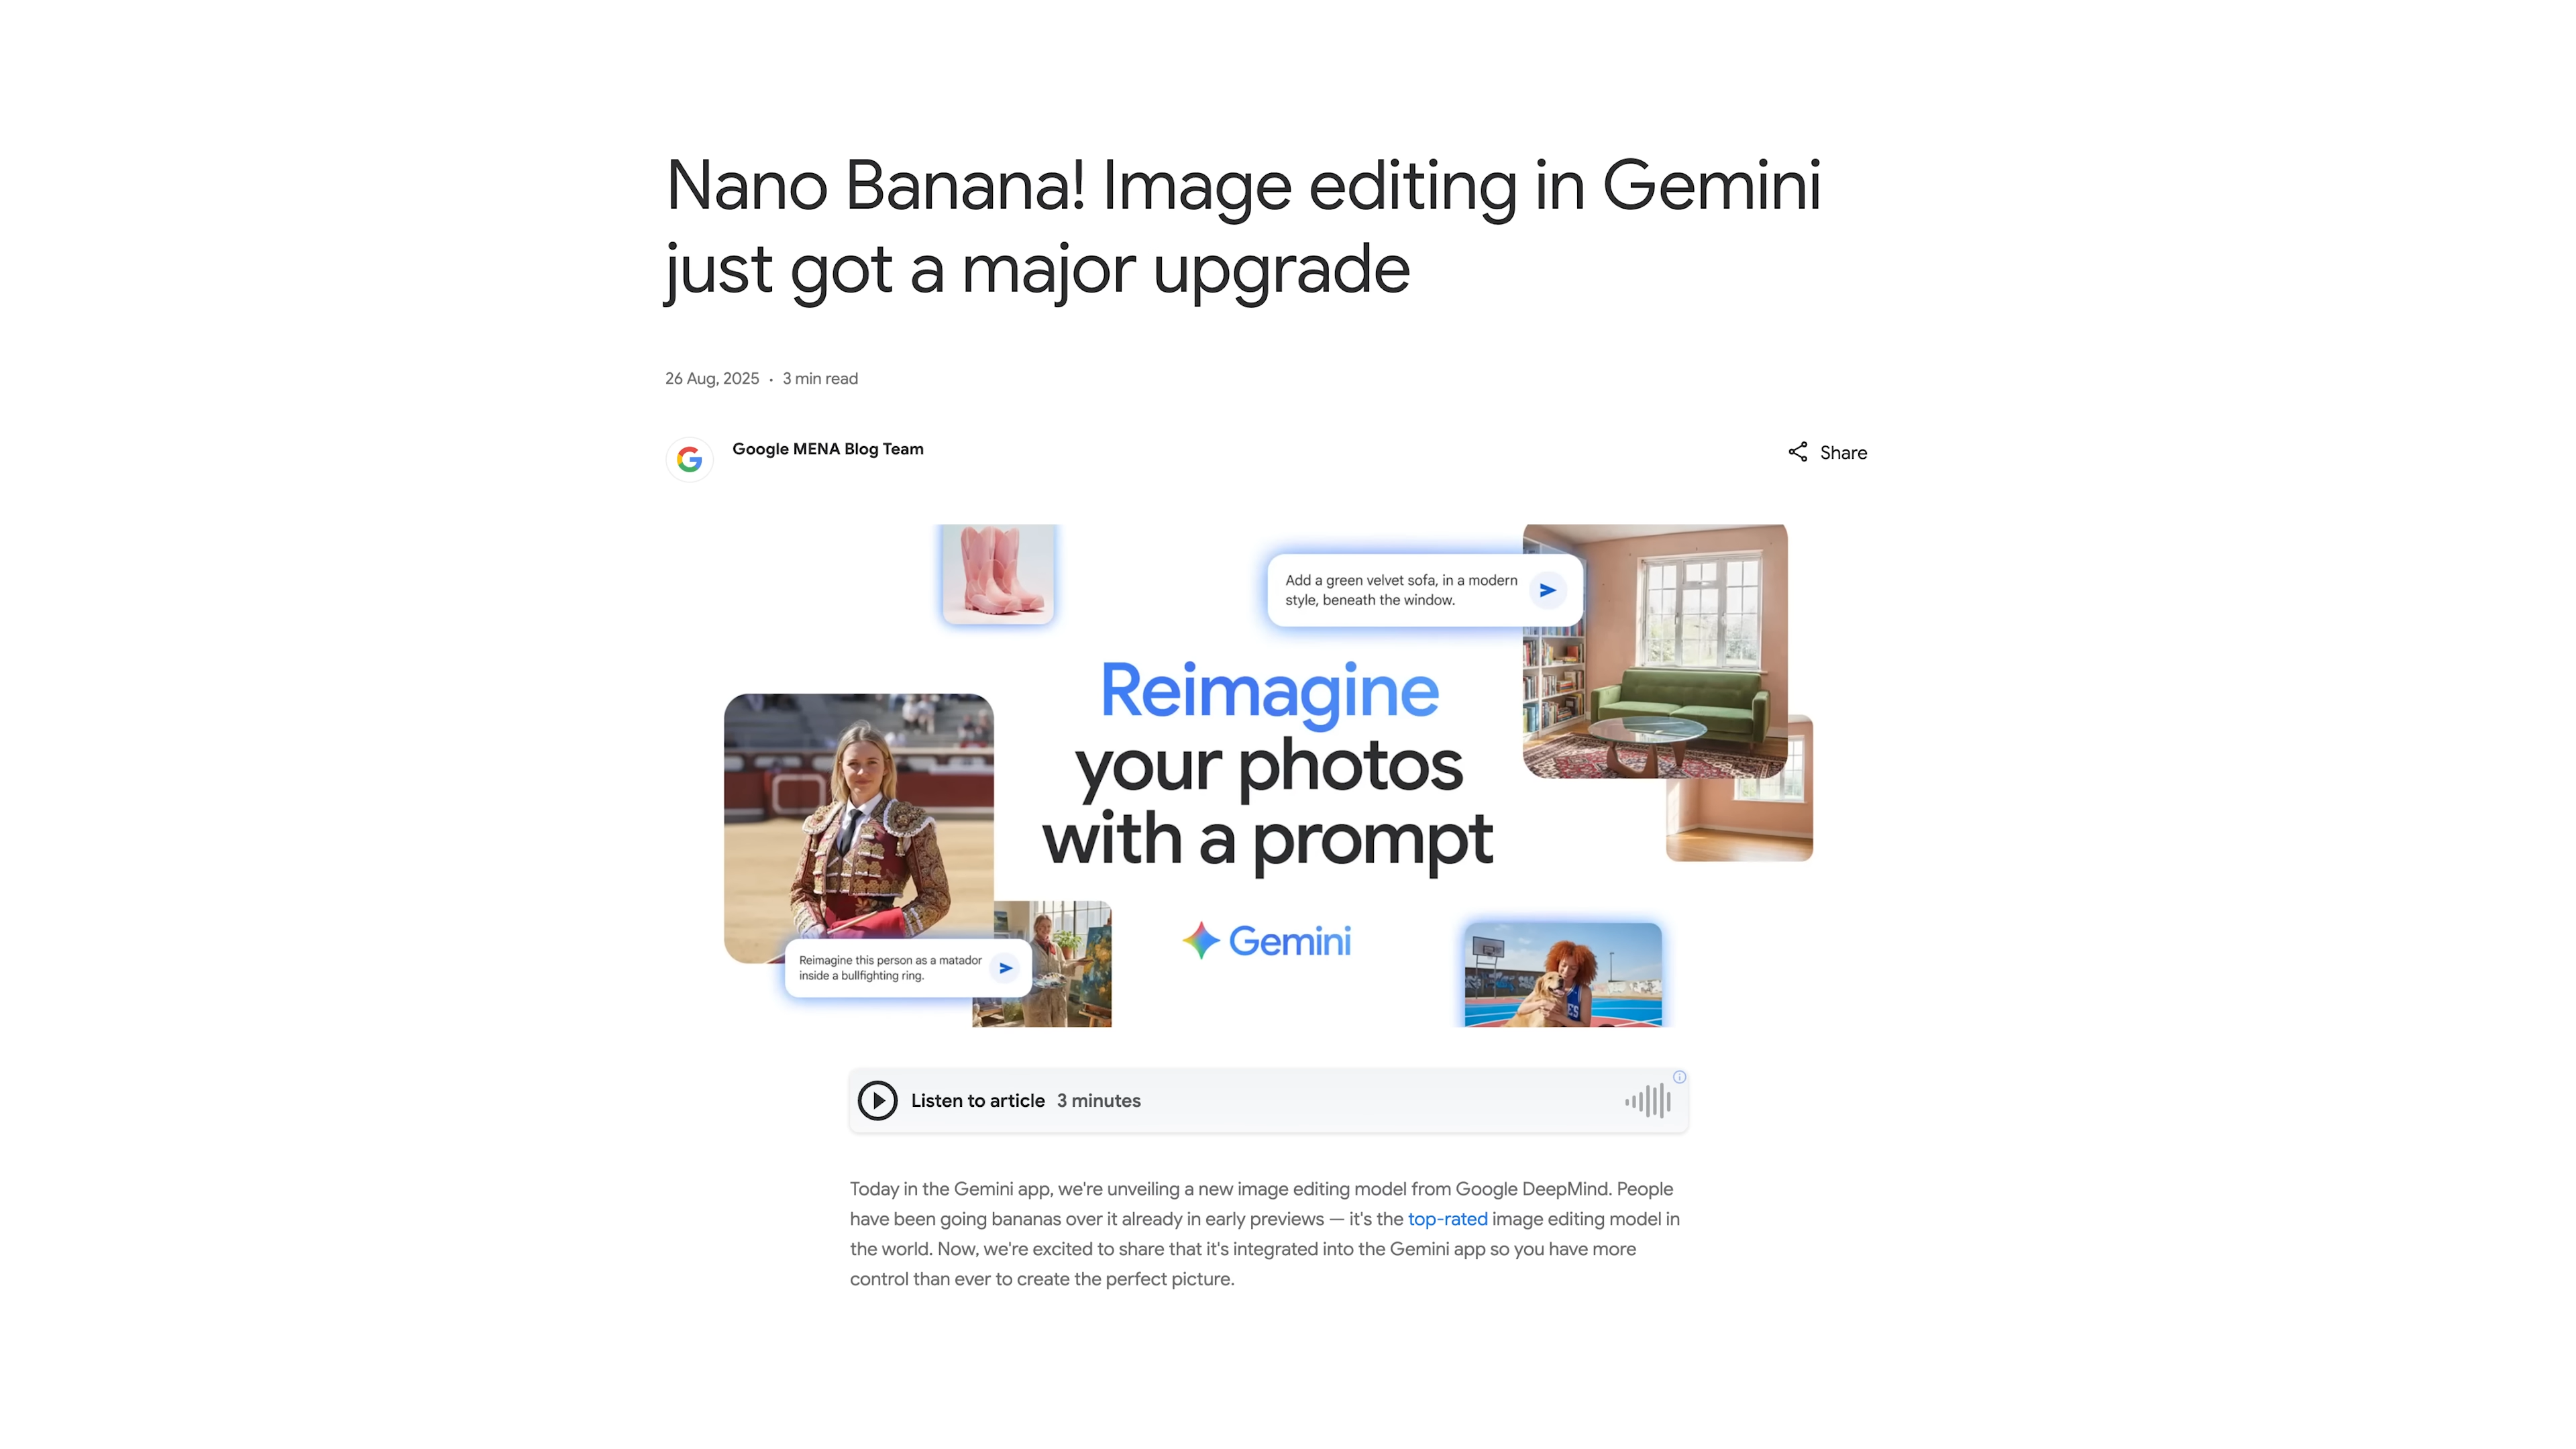 Nano Banana! Image editing in Gemini
just got a major upgrade
26 Aug, 2025 · 3 min read
Google MENA Blog Team
Share
Add a green velvet sofa, in a modern
style, beneath the window.
Reimagine
your photos
with a prompt
Reimagine this person as a matador
inside a bullfighting ring.
Gemini
ES
Listen to article 3 minutes
Today in the Gemini app, we're unveiling a new image editing model from Google DeepMind. People
have been going bananas over it already in early previews — it's the top-rated image editing model in
the world. Now, we're excited to share that it's integrated into the Gemini app so you have more
control than ever to create the perfect picture.